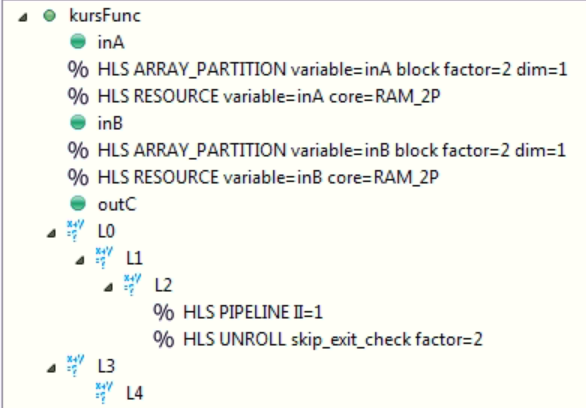 kursFunc
inA
% HLS ARRAY_PARTITION variable=inA block factor=2 dim=1
% HLS RESOURCE variable=inA core=RAM_2P
inB
% HLS ARRAY_PARTITION variable=inB block factor=2 dim=1
% HLS RESOURCE variable=inB core=RAM_2P
outC
x+y=? L0
x+y=? L1
x+y=? L2
% HLS PIPELINE II=1
% HLS UNROLL skip_exit_check factor=2
x+y=? L3
x+y=? L4